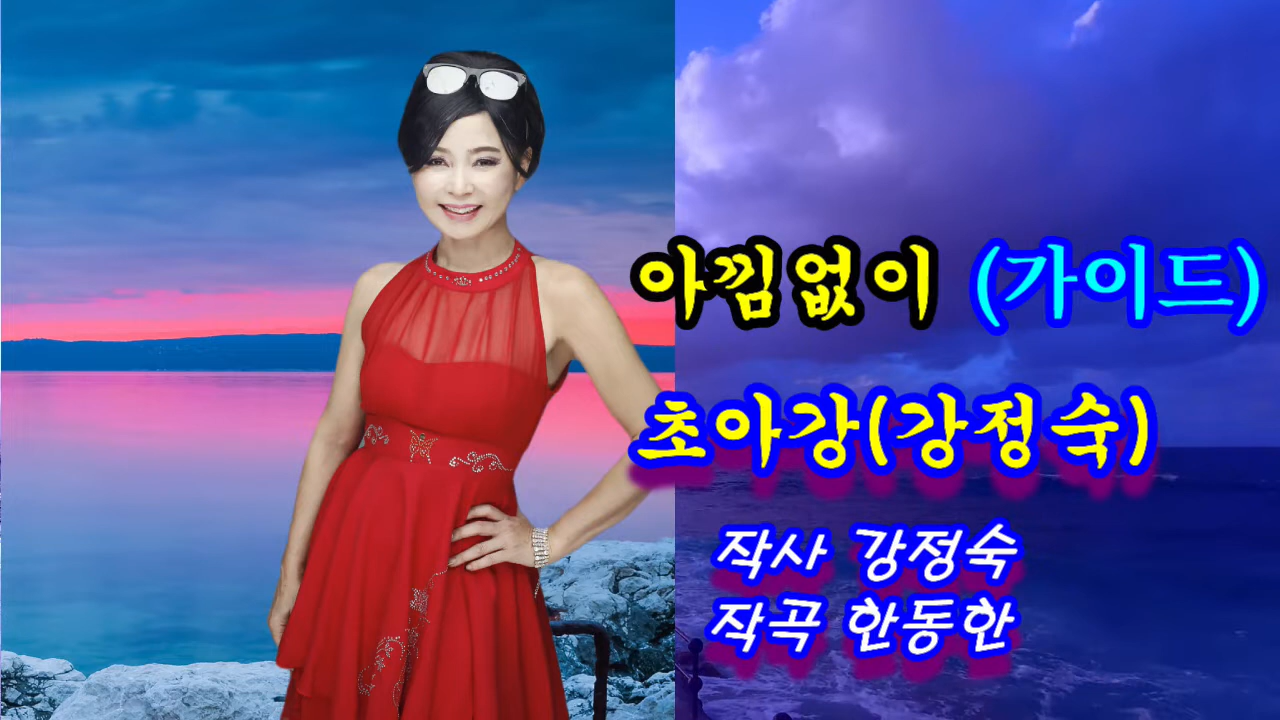 아낌없이 (가이드)
초아강(강정숙)
작사 강정숙
작곡 한동한